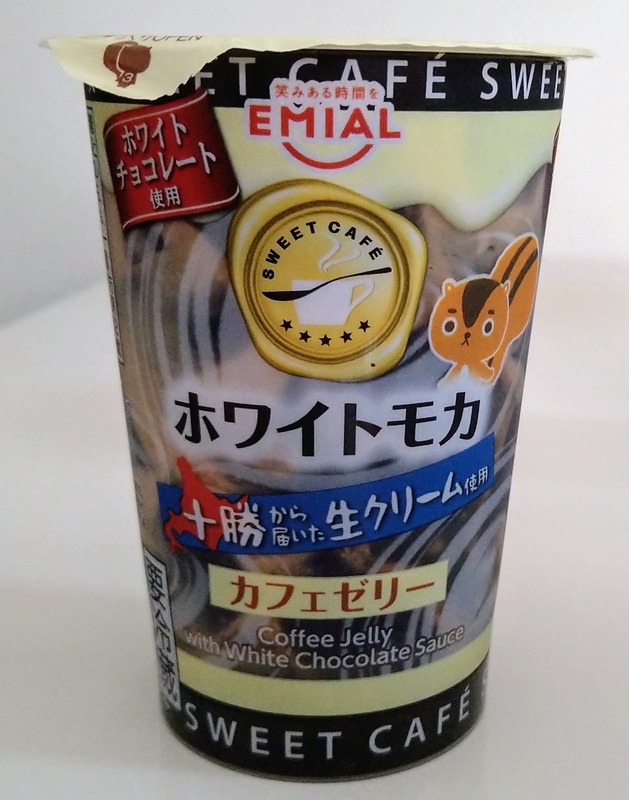 SWEET CAFÉ SWEE
笑みある時間を
EMIAL
ホワイト
チョコレート
使用
SWEET CAFÉ
ホワイトモカ
十勝から届いた生クリーム使用
カフェゼリー
Coffee Jelly
with White Chocolate Sauce
SWEET CAFÉ S